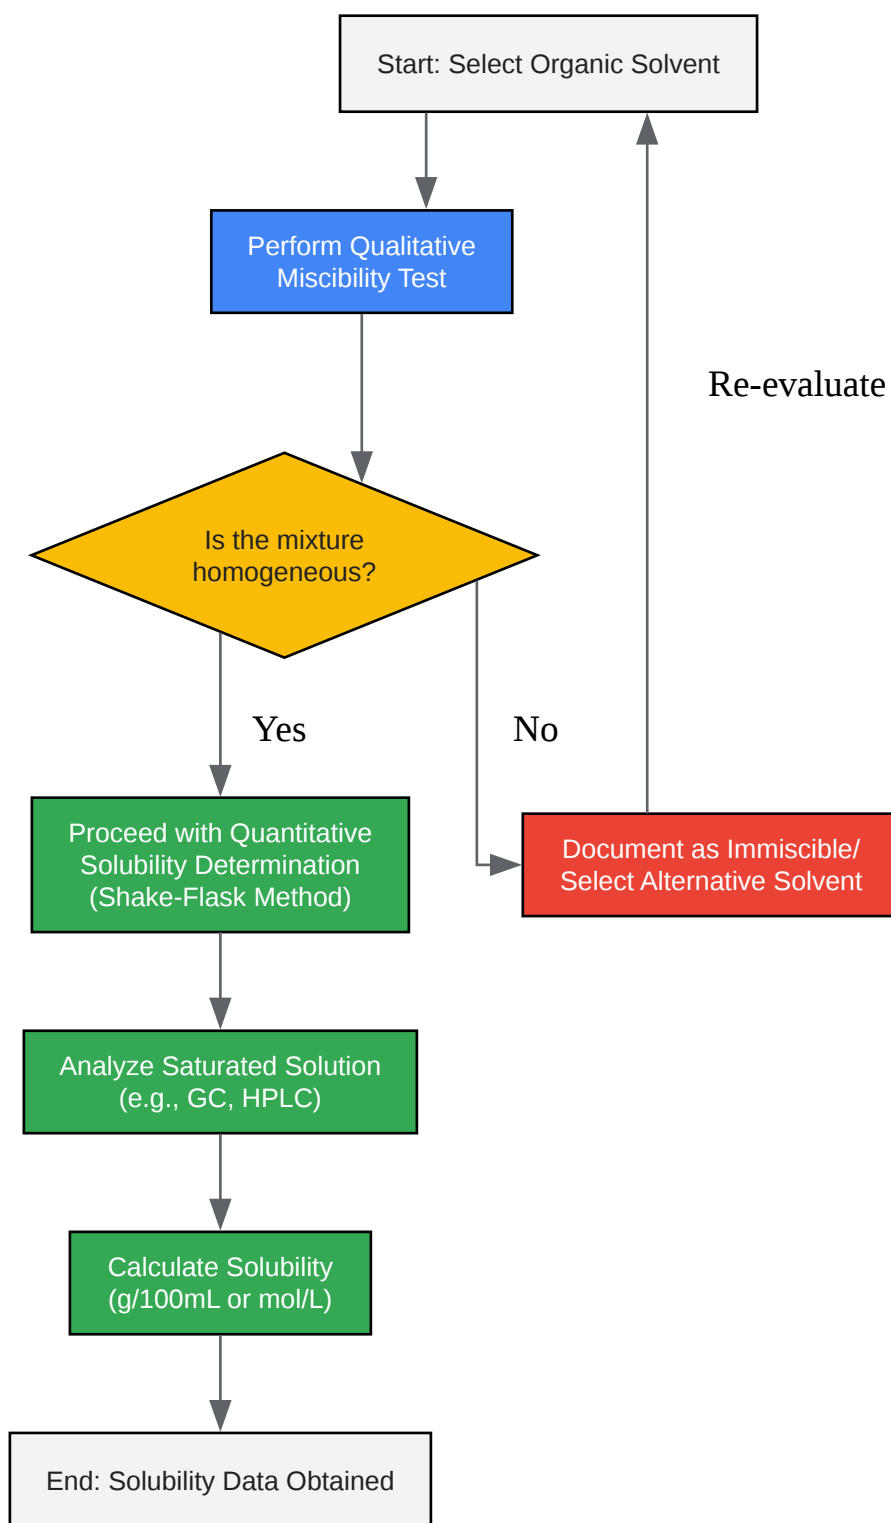 Start: Select Organic Solvent
Perform Qualitative
Miscibility Test
Re-evaluate
Is the mixture
homogeneous?
Yes
No
Proceed with Quantitative
Solubility Determination
(Shake-Flask Method)
Document as Immiscible/
Select Alternative Solvent
Analyze Saturated Solution
(e.g., GC, HPLC)
Calculate Solubility
(g/100mL or mol/L)
End: Solubility Data Obtained